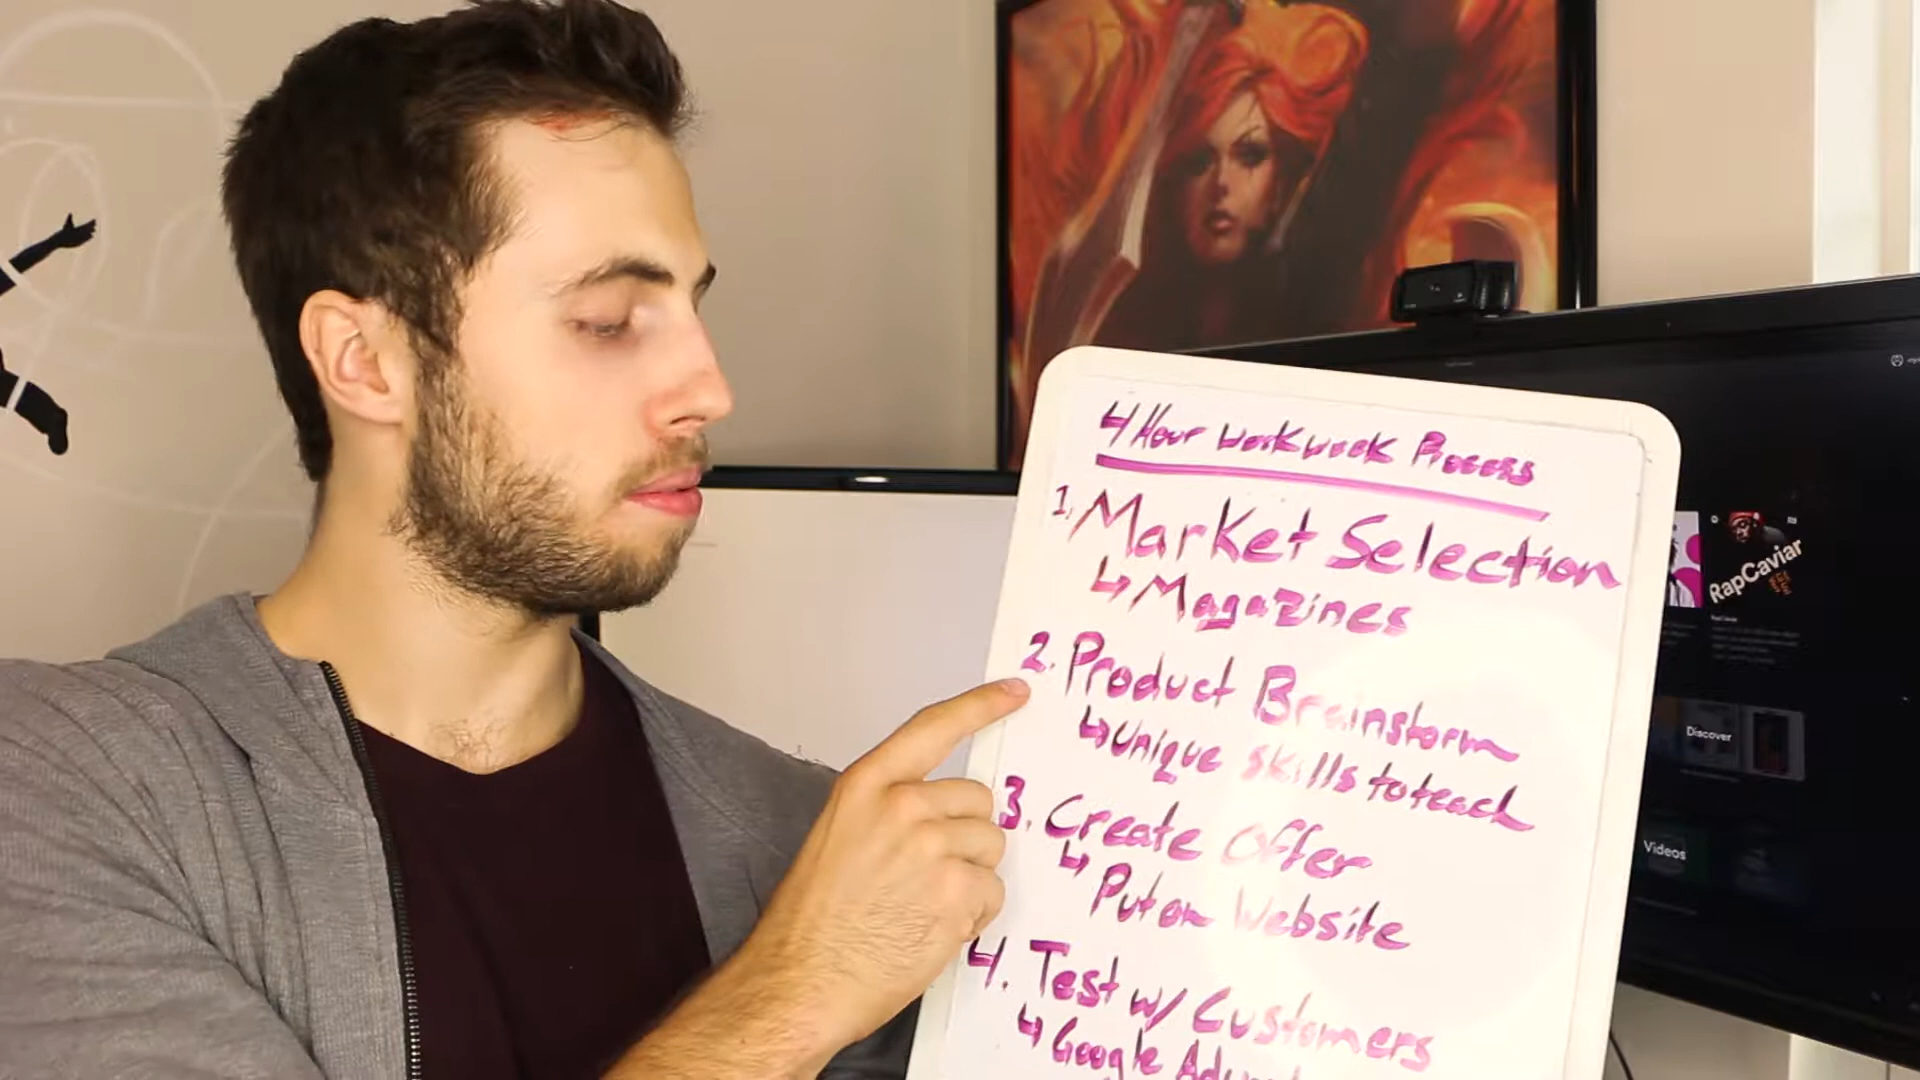 4 Hour workweek Process
1. Market Selection
↳ Magazines
2. Product Brainstorm
↳ Unique skills to teach
3. Create Offer
↳ Put on Website
4. Test w/ Customers
↳ Google
RapCaviar
Discover
Videos